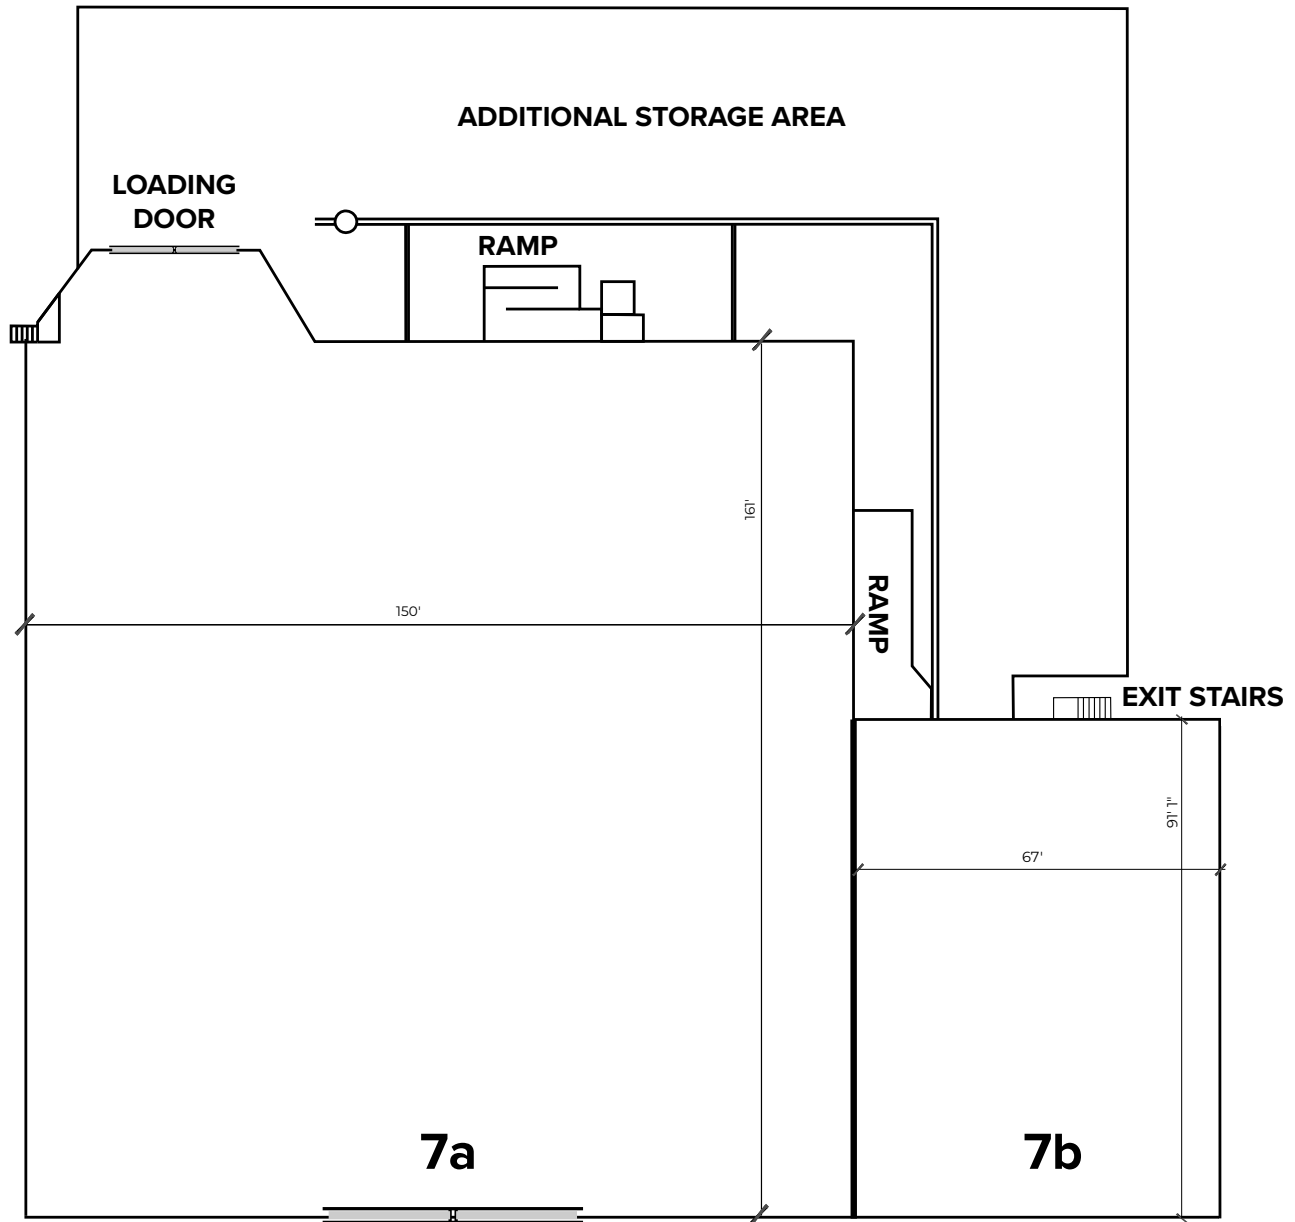 ADDITIONAL STORAGE AREA
LOADING
DOOR
RAMP
161'
150'
RAMP
EXIT STAIRS
91' 1"
67'
7a
7b